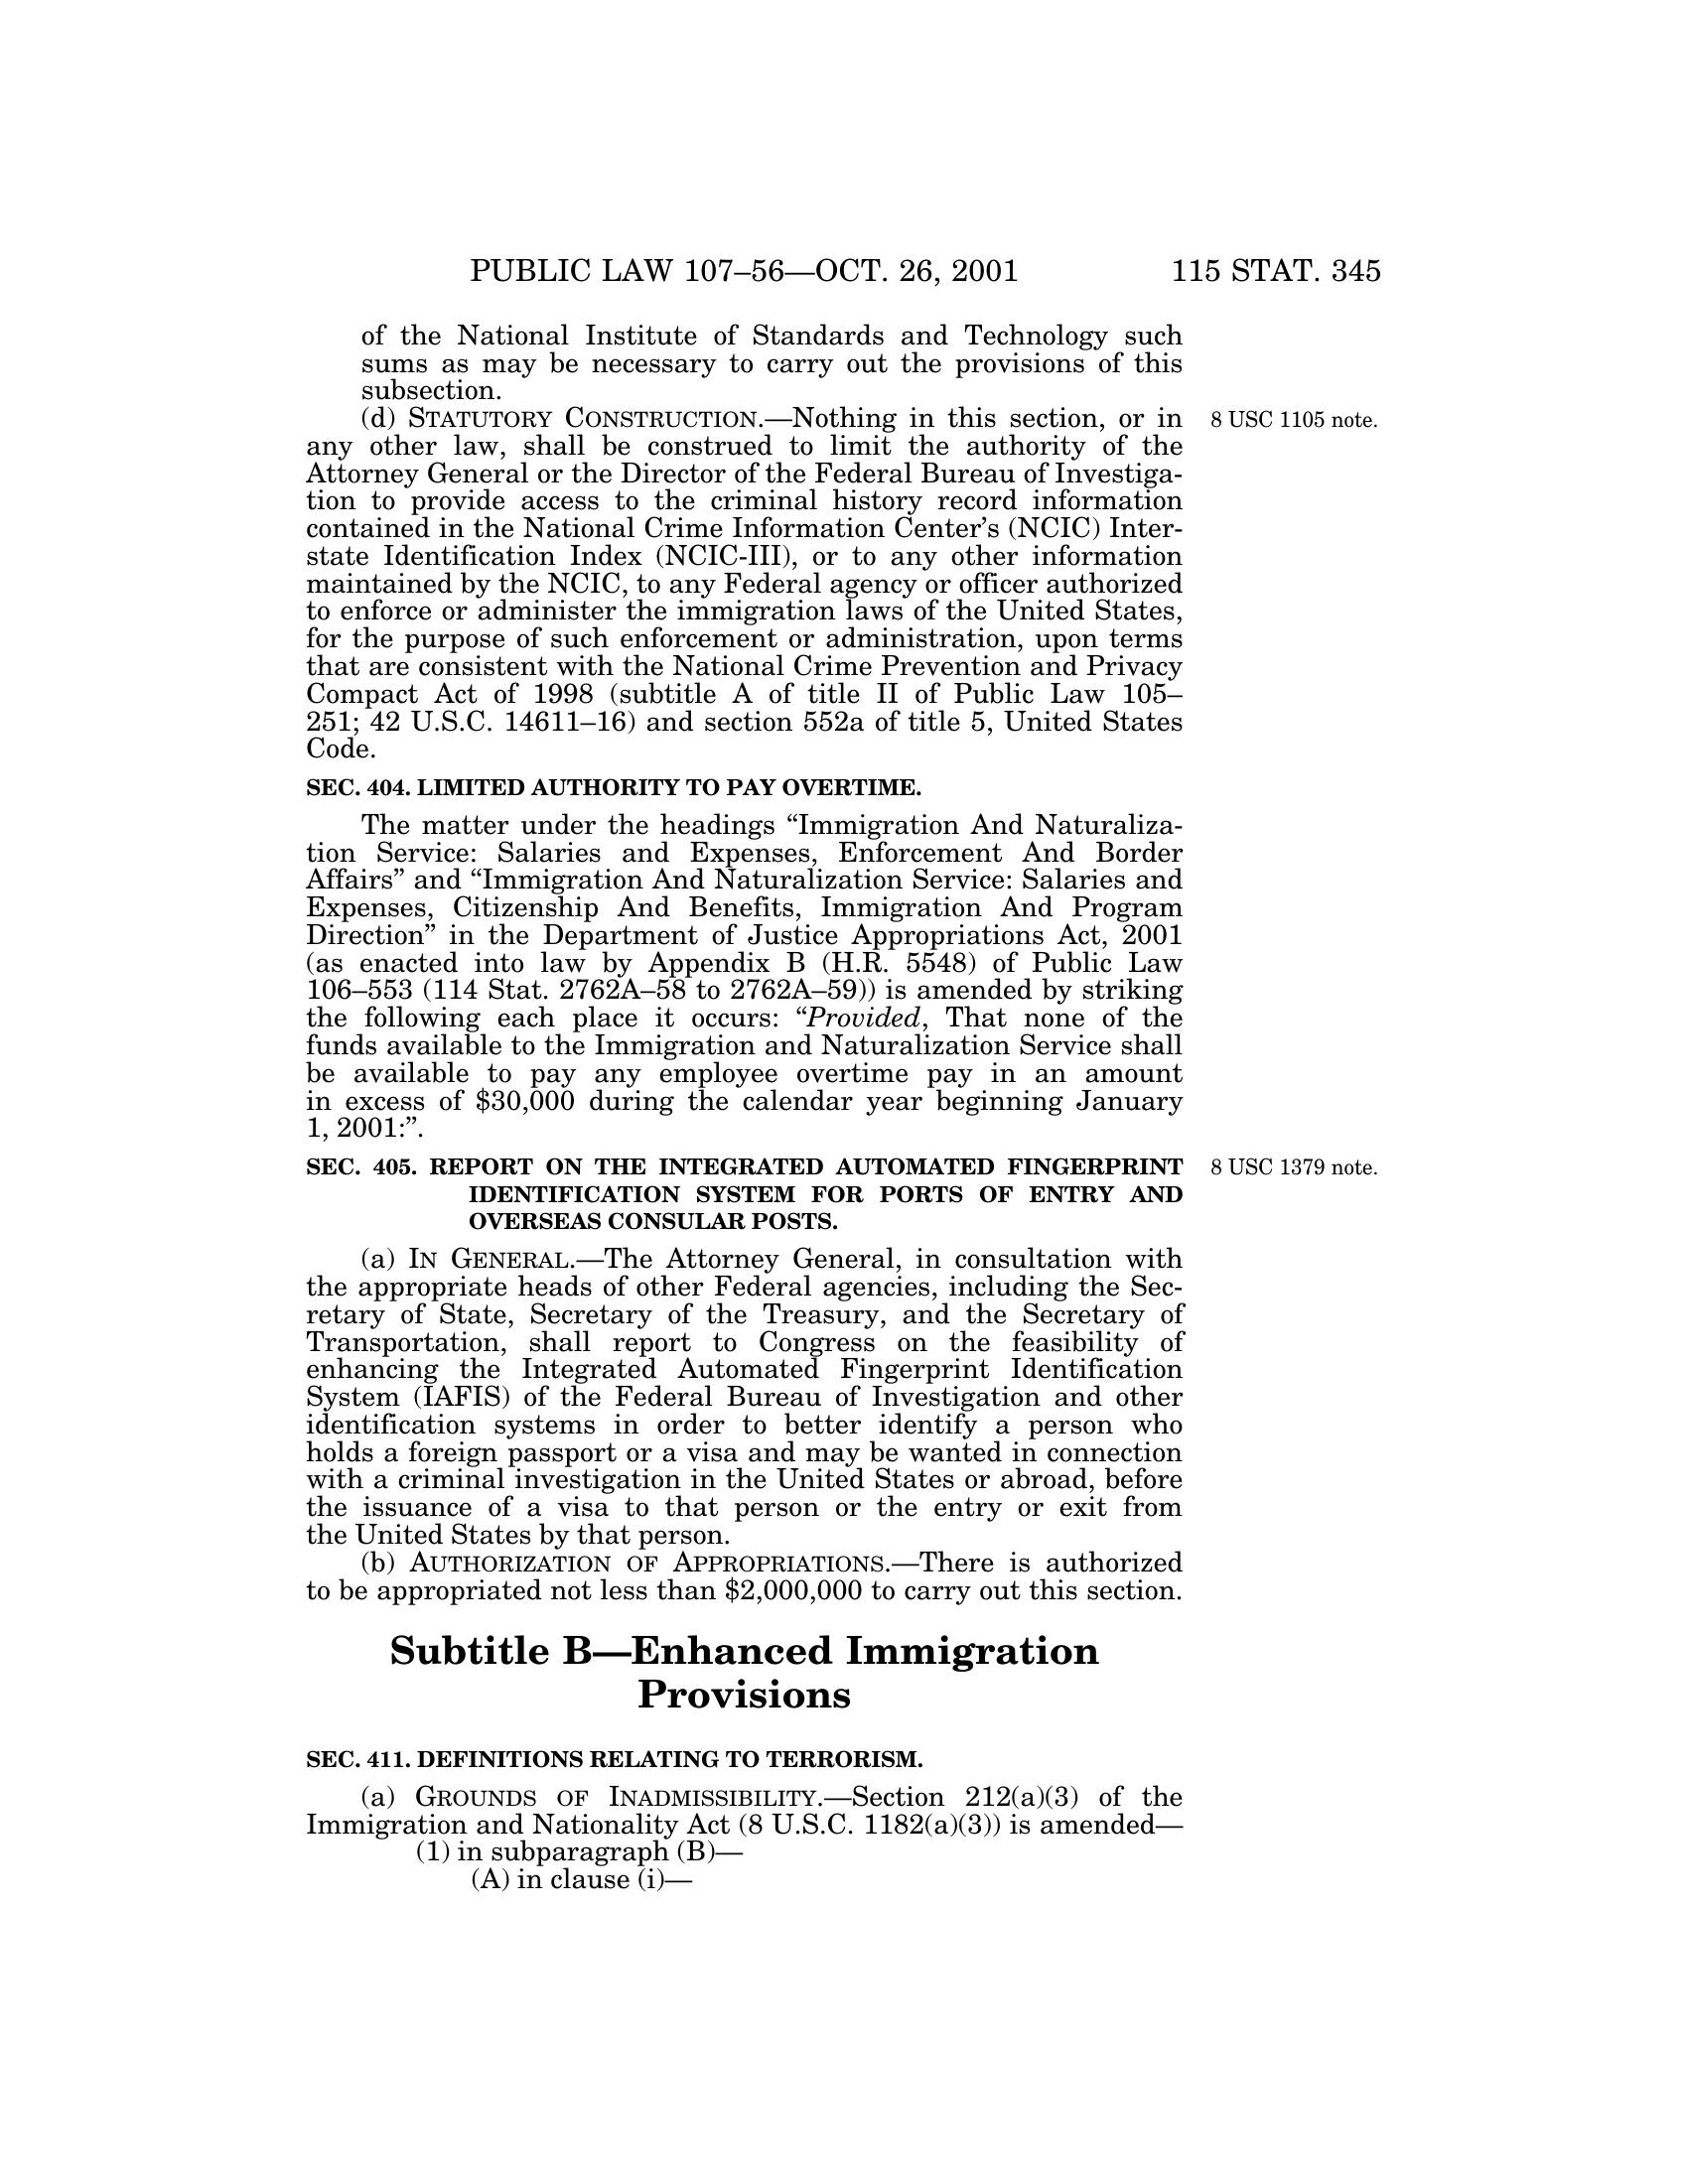 PUBLIC LAW 107–56—OCT. 26, 2001 115 STAT. 345
of the National Institute of Standards and Technology such
sums as may be necessary to carry out the provisions of this
subsection.
(d) STATUTORY CONSTRUCTION.—Nothing in this section, or in 8 USC 1105 note.
any other law, shall be construed to limit the authority of the
Attorney General or the Director of the Federal Bureau of Investiga-
tion to provide access to the criminal history record information
contained in the National Crime Information Center’s (NCIC) Inter-
state Identification Index (NCIC-III), or to any other information
maintained by the NCIC, to any Federal agency or officer authorized
to enforce or administer the immigration laws of the United States,
for the purpose of such enforcement or administration, upon terms
that are consistent with the National Crime Prevention and Privacy
Compact Act of 1998 (subtitle A of title II of Public Law 105–
251; 42 U.S.C. 14611–16) and section 552a of title 5, United States
Code.
SEC. 404. LIMITED AUTHORITY TO PAY OVERTIME.
The matter under the headings “Immigration And Naturaliza-
tion Service: Salaries and Expenses, Enforcement And Border
Affairs” and “Immigration And Naturalization Service: Salaries and
Expenses, Citizenship And Benefits, Immigration And Program
Direction” in the Department of Justice Appropriations Act, 2001
(as enacted into law by Appendix B (H.R. 5548) of Public Law
106–553 (114 Stat. 2762A–58 to 2762A–59)) is amended by striking
the following each place it occurs: “Provided, That none of the
funds available to the Immigration and Naturalization Service shall
be available to pay any employee overtime pay in an amount
in excess of $30,000 during the calendar year beginning January
1, 2001:”.
SEC. 405. REPORT ON THE INTEGRATED AUTOMATED FINGERPRINT 8 USC 1379 note.
IDENTIFICATION SYSTEM FOR PORTS OF ENTRY AND
OVERSEAS CONSULAR POSTS.
(a) IN GENERAL.—The Attorney General, in consultation with
the appropriate heads of other Federal agencies, including the Sec-
retary of State, Secretary of the Treasury, and the Secretary of
Transportation, shall report to Congress on the feasibility of
enhancing the Integrated Automated Fingerprint Identification
System (IAFIS) of the Federal Bureau of Investigation and other
identification systems in order to better identify a person who
holds a foreign passport or a visa and may be wanted in connection
with a criminal investigation in the United States or abroad, before
the issuance of a visa to that person or the entry or exit from
the United States by that person.
(b) AUTHORIZATION OF APPROPRIATIONS.—There is authorized
to be appropriated not less than $2,000,000 to carry out this section.
Subtitle B—Enhanced Immigration
Provisions
SEC. 411. DEFINITIONS RELATING TO TERRORISM.
(a) GROUNDS OF INADMISSIBILITY.—Section 212(a)(3) of the
Immigration and Nationality Act (8 U.S.C. 1182(a)(3)) is amended—
(1) in subparagraph (B)—
(A) in clause (i)—